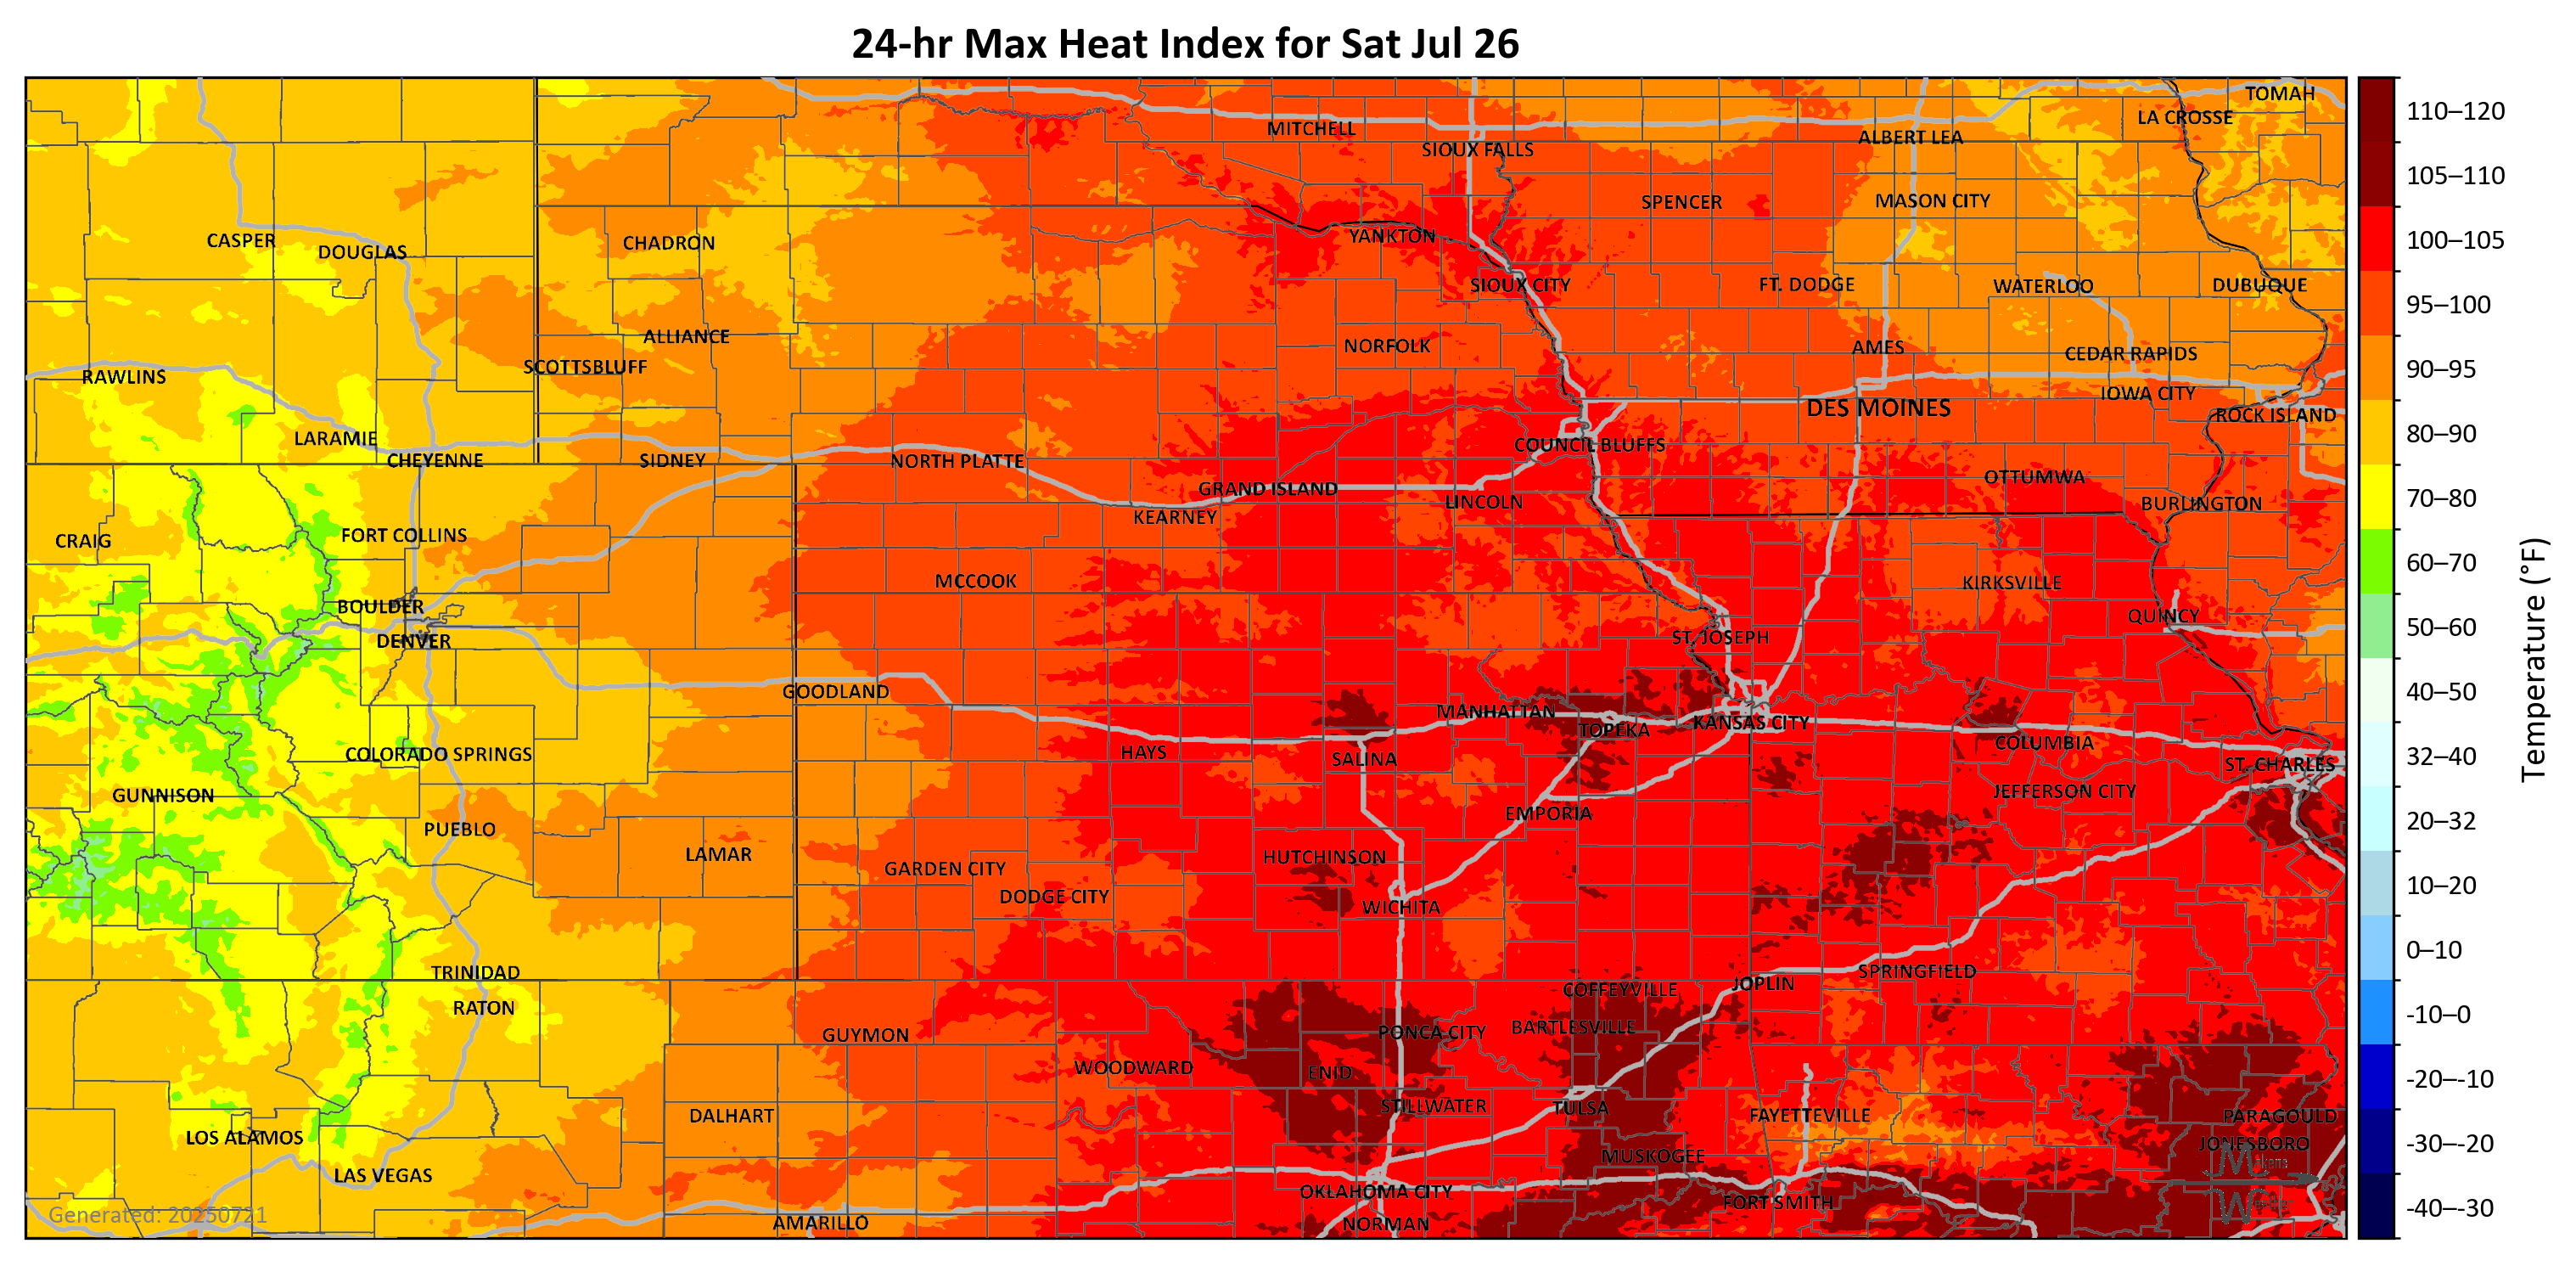 24-hr Max Heat Index for Sat Jul 26
TOMAH
LA CROSSE
MITCHELL
ALBERT LEA
SIOUX FALLS
SPENCER
MASON CITY
CASPER
DOUGLAS
CHADRON
YANKTON
SIOUX CITY
FT. DODGE
WATERLOO
DUBUQUE
ALLIANCE
NORFOLK
AMES
CEDAR RAPIDS
SCOTTSBLUFF
RAWLINS
IOWA CITY
DES MOINES
ROCK ISLAND
LARAMIE
COUNCIL BLUFFS
CHEYENNE
SIDNEY
NORTH PLATTE
OTTUMWA
GRAND ISLAND
LINCOLN
BURLINGTON
KEARNEY
CRAIG
FORT COLLINS
MCCOOK
KIRKSVILLE
BOULDER
QUINCY
DENVER
ST. JOSEPH
GOODLAND
MANHATTAN
TOPEKA
KANSAS CITY
COLUMBIA
COLORADO SPRINGS
HAYS
SALINA
ST. CHARLES
GUNNISON
JEFFERSON CITY
EMPORIA
PUEBLO
LAMAR
HUTCHINSON
GARDEN CITY
DODGE CITY
WICHITA
TRINIDAD
SPRINGFIELD
JOPLIN
COFFEYVILLE
RATON
GUYMON
PONCA CITY
BARTLESVILLE
WOODWARD
ENID
STILLWATER
TULSA
DALHART
FAYETTEVILLE
PARAGOULD
LOS ALAMOS
JONESBORO
MUSKOGEE
LAS VEGAS
OKLAHOMA CITY
FORT SMITH
AMARILLO
NORMAN
Generated: 20250721
110–120
105–110
100–105
95–100
90–95
80–90
70–80
60–70
50–60
40–50
32–40
20–32
10–20
0–10
-10–0
-20–-10
-30–-20
-40–-30
Temperature (°F)